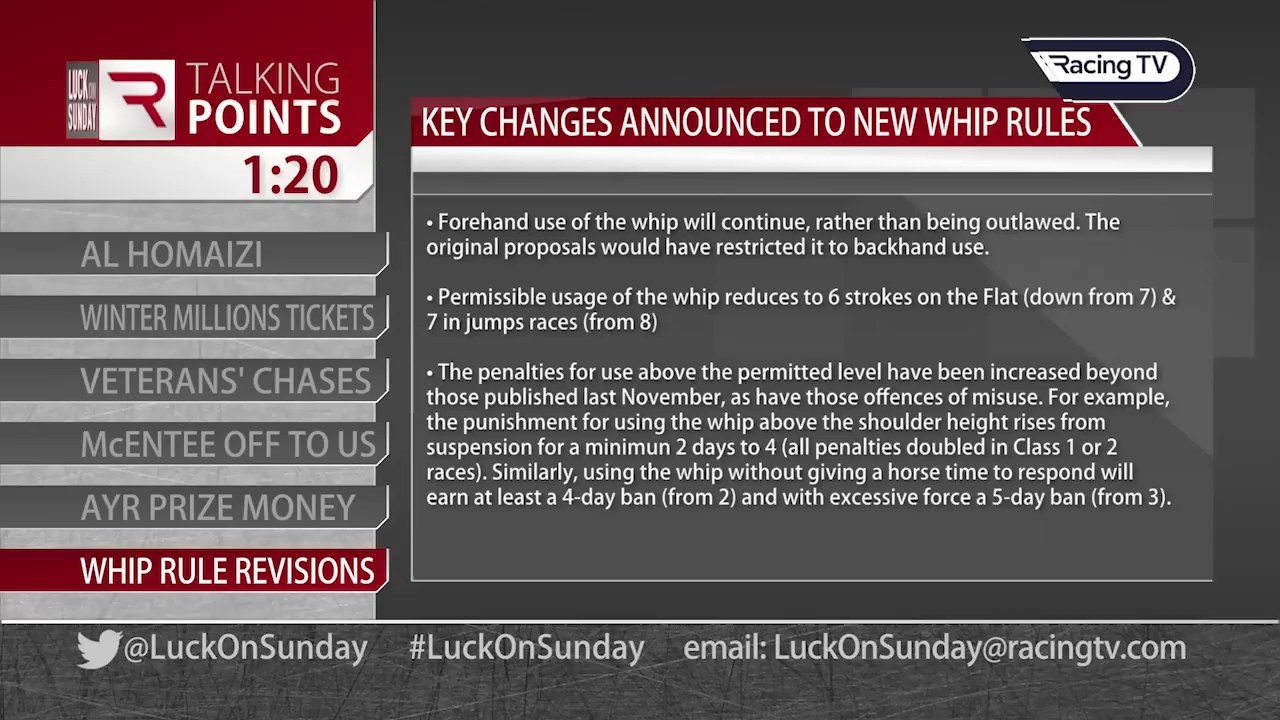 LUCK ON
SUNDAY
R
TALKING
POINTS
1:20
AL HOMAIZI
WINTER MILLIONS TICKETS
VETERANS' CHASES
McENTEE OFF TO US
AYR PRIZE MONEY
WHIP RULE REVISIONS
Racing TV
KEY CHANGES ANNOUNCED TO NEW WHIP RULES
• Forehand use of the whip will continue, rather than being outlawed. The
original proposals would have restricted it to backhand use.
• Permissible usage of the whip reduces to 6 strokes on the Flat (down from 7) &
7 in jumps races (from 8)
• The penalties for use above the permitted level have been increased beyond
those published last November, as have those offences of misuse. For example,
the punishment for using the whip above the shoulder height rises from
suspension for a minimun 2 days to 4 (all penalties doubled in Class 1 or 2
races). Similarly, using the whip without giving a horse time to respond will
earn at least a 4-day ban (from 2) and with excessive force a 5-day ban (from 3).
@LuckOnSunday #LuckOnSunday email: LuckOnSunday@racingtv.com